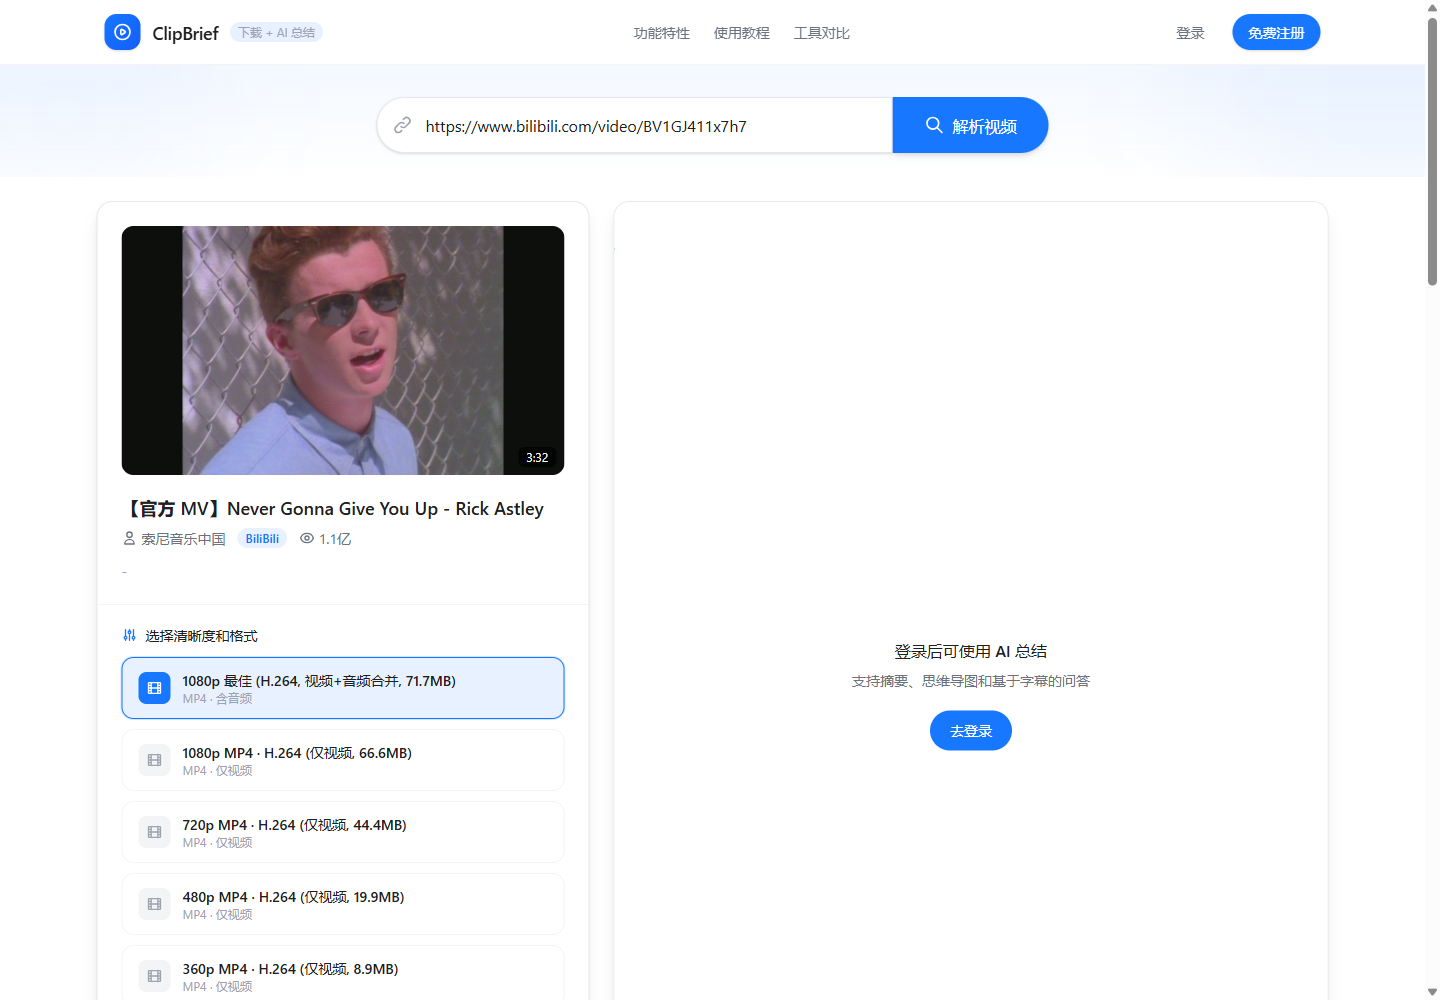 ClipBrief
下载 + AI 总结
功能特性
使用教程
工具对比
登录
免费注册
https://www.bilibili.com/video/BV1GJ411x7h7
解析视频
3:32
【官方 MV】Never Gonna Give You Up - Rick Astley
索尼音乐中国
BiliBili
1.1亿
-
选择清晰度和格式
1080p 最佳 (H.264, 视频+音频合并, 71.7MB)
MP4 · 含音频
1080p MP4 · H.264 (仅视频, 66.6MB)
MP4 · 仅视频
720p MP4 · H.264 (仅视频, 44.4MB)
MP4 · 仅视频
480p MP4 · H.264 (仅视频, 19.9MB)
MP4 · 仅视频
360p MP4 · H.264 (仅视频, 8.9MB)
MP4 · 仅视频
登录后可使用 AI 总结
支持摘要、思维导图和基于字幕的问答
去登录